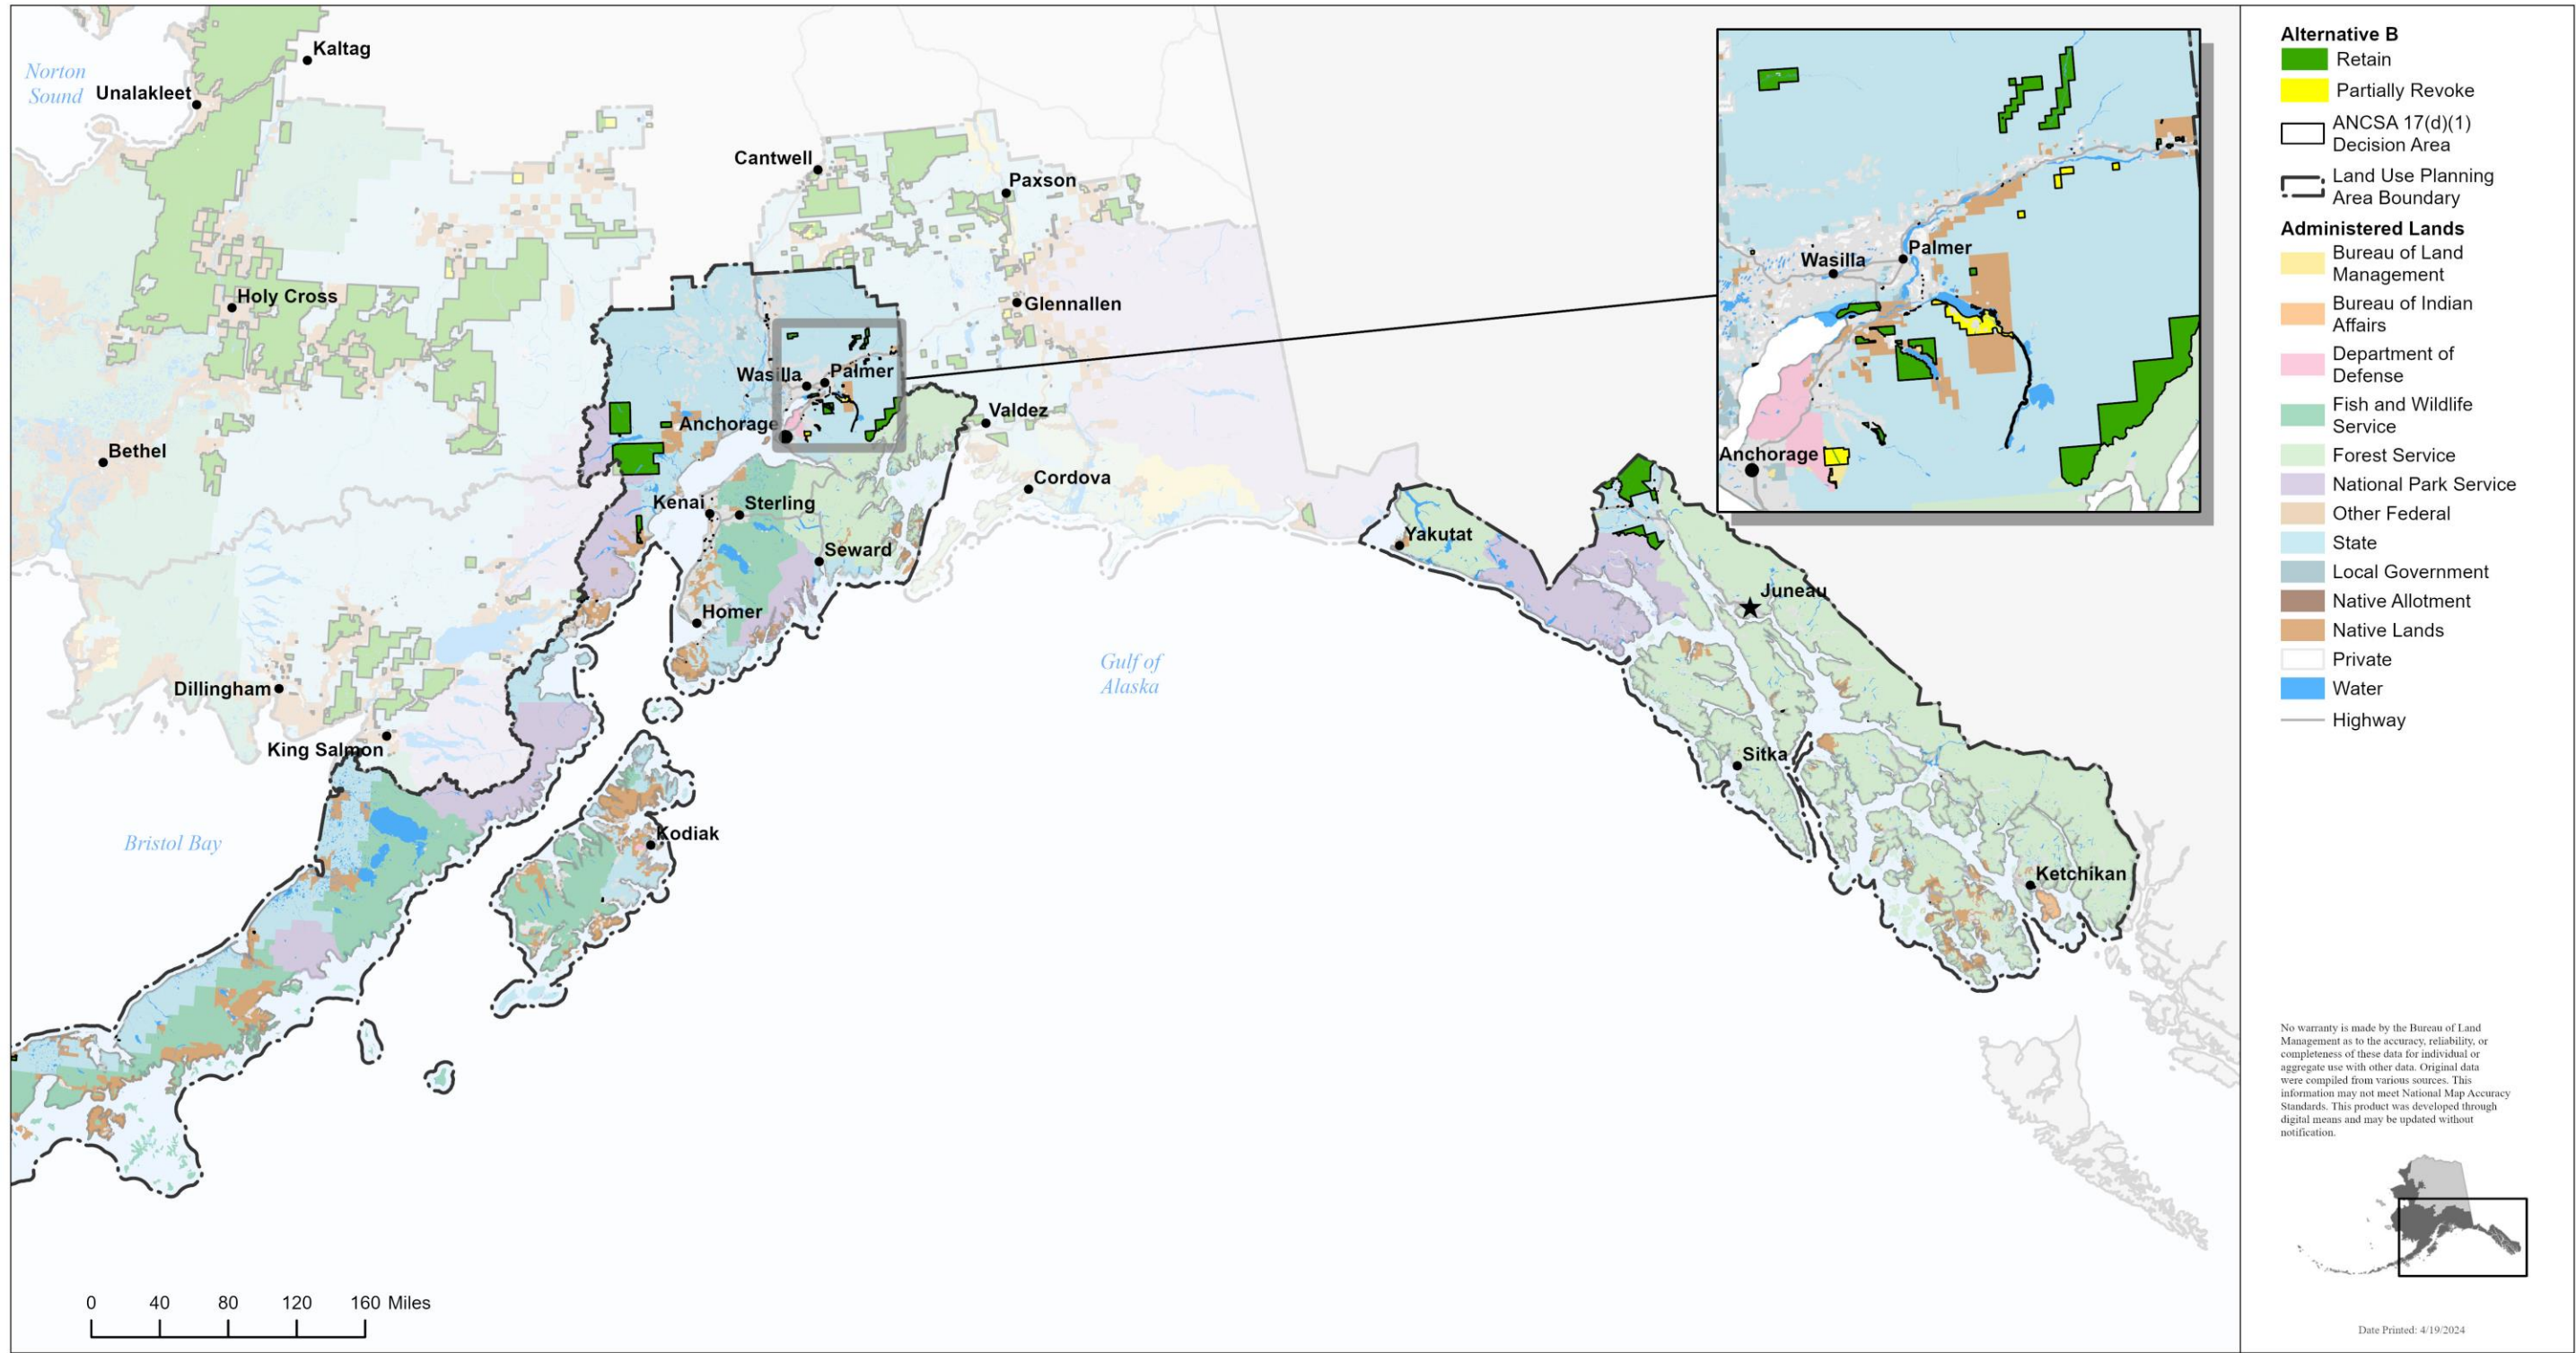 Kaltag
Norton
Sound
Unalakleet
Cantwell
Paxson
Holy Cross
Glennallen
Wasilla
Palmer
Anchorage
Valdez
Bethel
Cordova
Kenai
Sterling
Seward
Yakutat
Homer
Juneau
Gulf of
Alaska
Dillingham
King Salmon
Sitka
Kodiak
Bristol Bay
Ketchikan
0 40 80 120 160 Miles
Wasilla
Palmer
Anchorage
Alternative B
Retain
Partially Revoke
ANCSA 17(d)(1)
Decision Area
Land Use Planning
Area Boundary
Administered Lands
Bureau of Land
Management
Bureau of Indian
Affairs
Department of
Defense
Fish and Wildlife
Service
Forest Service
National Park Service
Other Federal
State
Local Government
Native Allotment
Native Lands
Private
Water
Highway
No warranty is made by the Bureau of Land
Management as to the accuracy, reliability, or
completeness of these data for individual or
aggregate use with other data. Original data
were compiled from various sources. This
information may not meet National Map Accuracy
Standards. This product was developed through
digital means and may be updated without
notification.
Date Printed: 4/19/2024